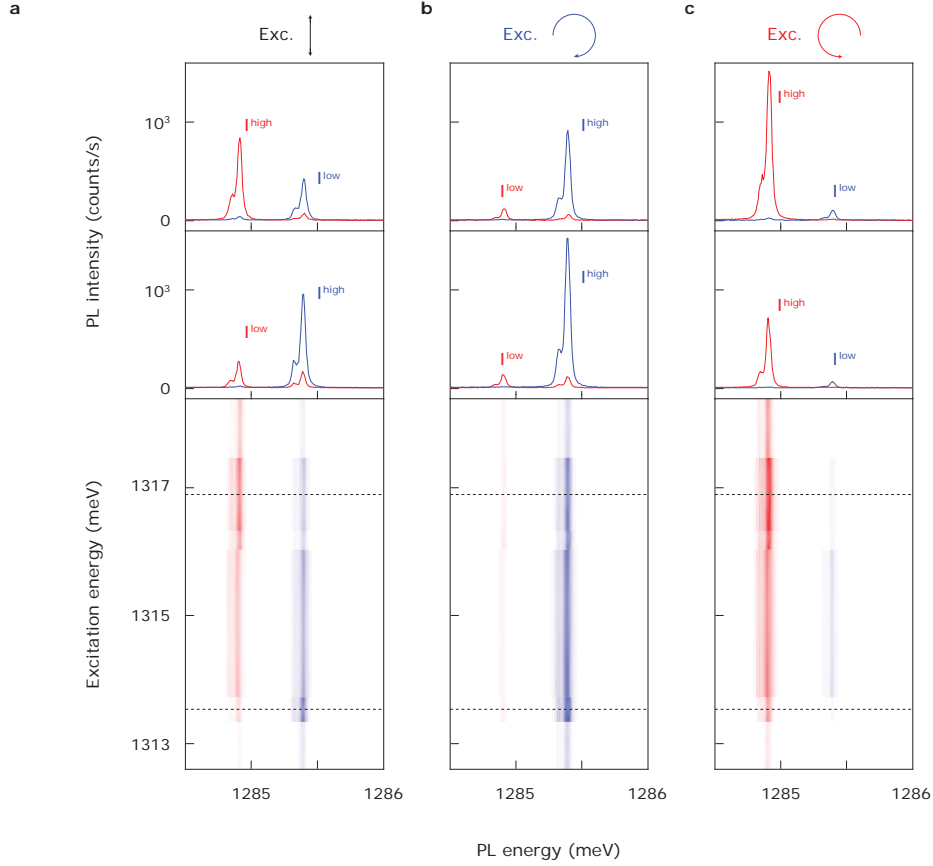 a
b
c
Exc.
Exc.
Exc.
PL intensity (counts/s)
10³
0
I high
I low
I low
I high
I high
I low
10³
0
I low
I high
I low
I high
I high
I low
Excitation energy (meV)
1317
1315
1313
1285
1286
1285
1286
1285
1286
PL energy (meV)